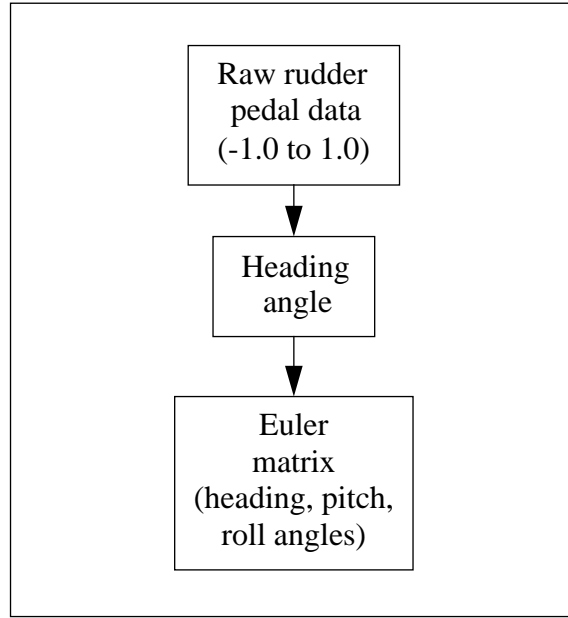 Raw rudder
pedal data
(-1.0 to 1.0)
Heading
angle
Euler
matrix
(heading, pitch,
roll angles)